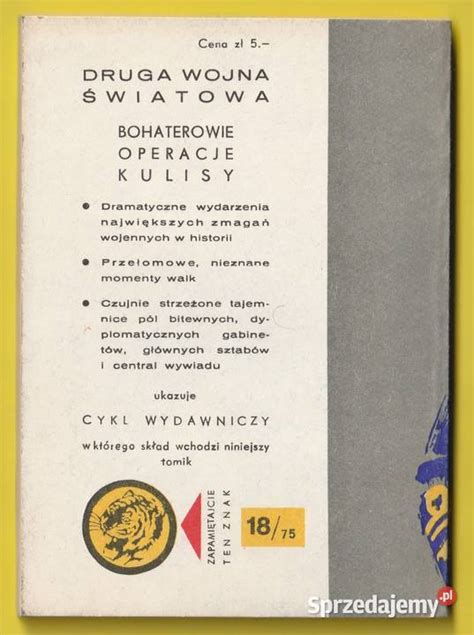 Cena zł 5.–
DRUGA WOJNA
ŚWIATOWA
BOHATEROWIE
OPERACJE
KULISY
● Dramatyczne wydarzenia
największych zmagań
wojennych w historii
● Przełomowe, nieznane
momenty walk
● Czujnie strzeżone tajem-
nice pól bitewnych, dy-
plomatycznych gabine-
tów, głównych sztabów
i central wywiadu
ukazuje
CYKL WYDAWNICZY
w którego skład wchodzi niniejszy
tomik
ZAPAMIĘTAJCIE
TEN ZNAK
18/75
Sprzedajemy.pl